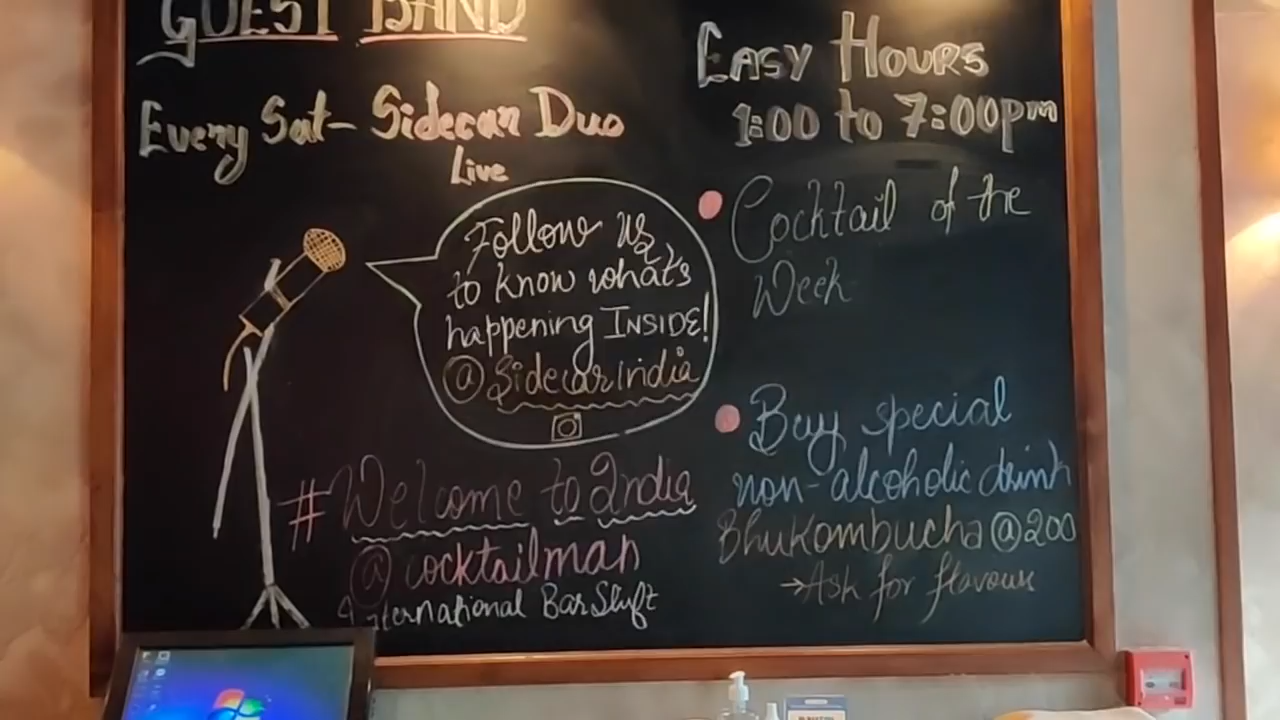 GUEST BAND
Every Sat- Sidecar Duo
Live
Follow us
to know what's
happening INSIDE!
@Sidecarindia
#Welcome to India
@cocktailman
International Bar Shift
EASY HOURS
1:00 to 7:00pm
Cocktail of the
Week
Buy special
non-alcoholic drink
Bhukombucha@200
→Ask for flavours